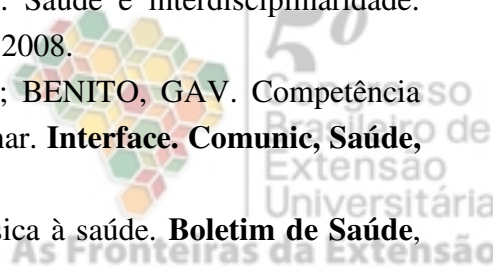 . Saúde e interdisciplinaridade.
2008.
; BENITO, GAV. Competência
nar. Interface. Comunic, Saúde,
sica à saúde. Boletim de Saúde,
5º
Congresso
Brasileiro de
Extensão
Universitária
As Fronteiras da Extensão